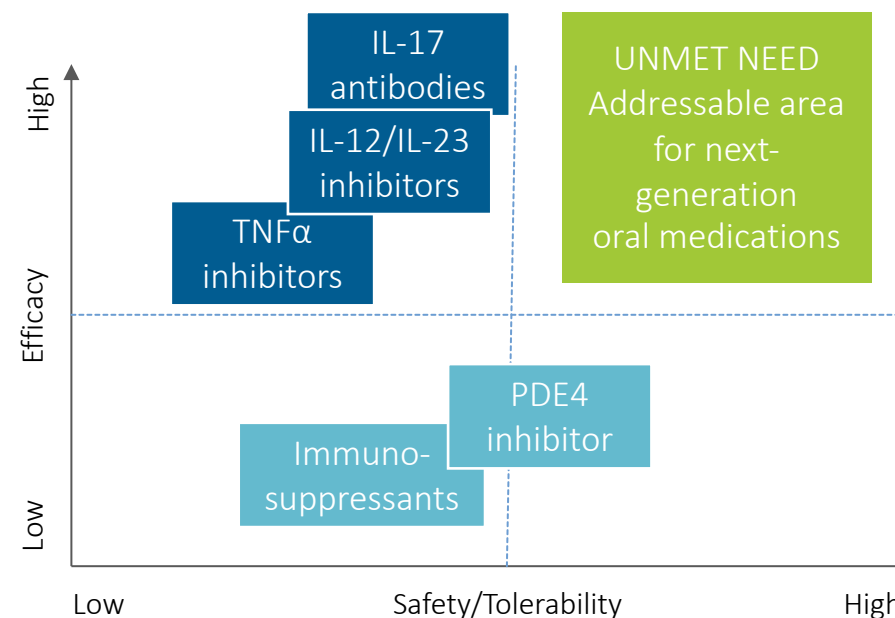 High
Efficacy
Low
IL-17
antibodies
IL-12/IL-23
inhibitors
TNFα
inhibitors
UNMET NEED
Addressable area
for next-
generation
oral medications
PDE4
inhibitor
Immuno-
suppressants
Low
Safety/Tolerability
High